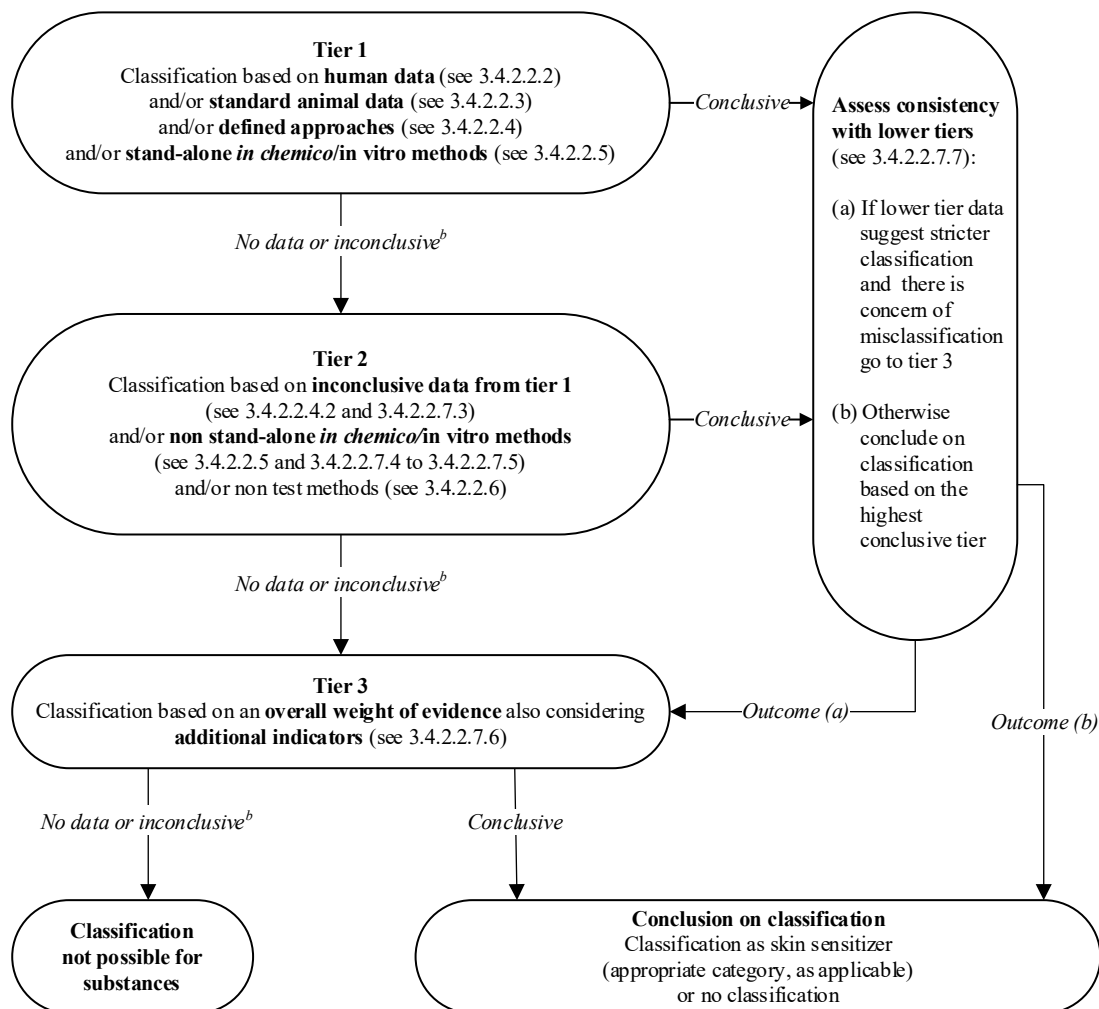 Tier 1
Classification based on human data (see 3.4.2.2.2)
and/or standard animal data (see 3.4.2.2.3)
and/or defined approaches (see 3.4.2.2.4)
and/or stand-alone in chemico/in vitro methods (see 3.4.2.2.5)
Conclusive
Assess consistency
with lower tiers
(see 3.4.2.2.7.7):
(a) If lower tier data
suggest stricter
classification
and there is
concern of
misclassification
go to tier 3
(b) Otherwise
conclude on
classification
based on the
highest
conclusive tier
No data or inconclusiveᵇ
Tier 2
Classification based on inconclusive data from tier 1
(see 3.4.2.2.4.2 and 3.4.2.2.7.3)
and/or non stand-alone in chemico/in vitro methods
(see 3.4.2.2.5 and 3.4.2.2.7.4 to 3.4.2.2.7.5)
and/or non test methods (see 3.4.2.2.6)
Conclusive
No data or inconclusiveᵇ
Tier 3
Classification based on an overall weight of evidence also considering
additional indicators (see 3.4.2.2.7.6)
Outcome (a)
Outcome (b)
No data or inconclusiveᵇ
Conclusive
Classification
not possible for
substances
Conclusion on classification
Classification as skin sensitizer
(appropriate category, as applicable)
or no classification